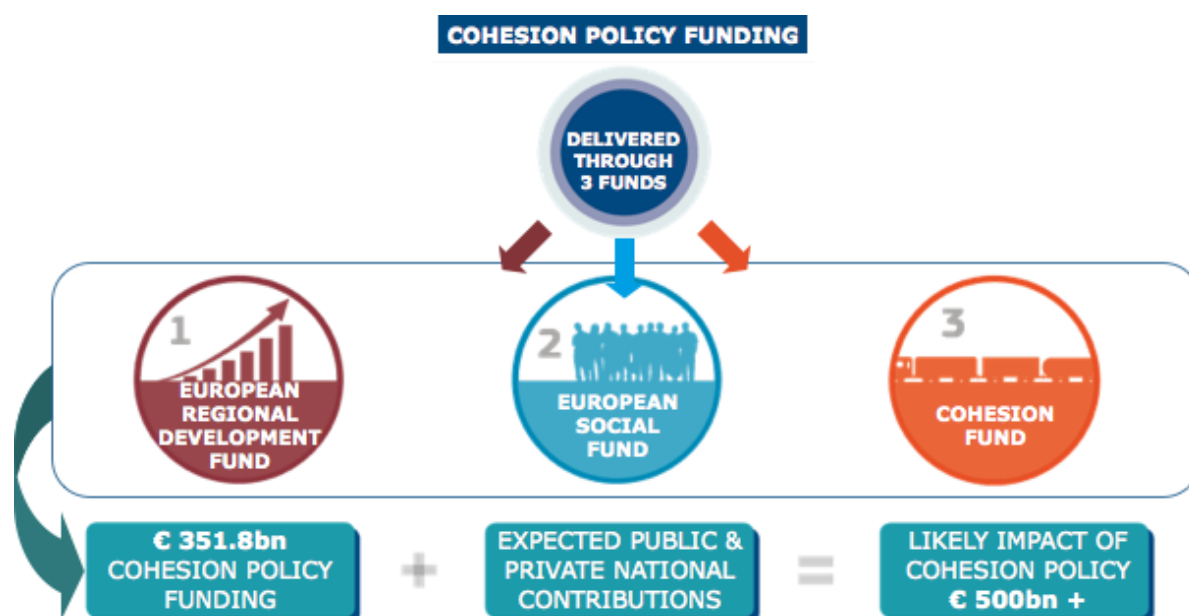 COHESION POLICY FUNDING
DELIVERED
THROUGH
3 FUNDS
1
EUROPEAN
REGIONAL
DEVELOPMENT
FUND
2
EUROPEAN
SOCIAL
FUND
3
COHESION
FUND
€ 351.8bn
COHESION POLICY
FUNDING
+
EXPECTED PUBLIC &
PRIVATE NATIONAL
CONTRIBUTIONS
=
LIKELY IMPACT OF
COHESION POLICY
€ 500bn +